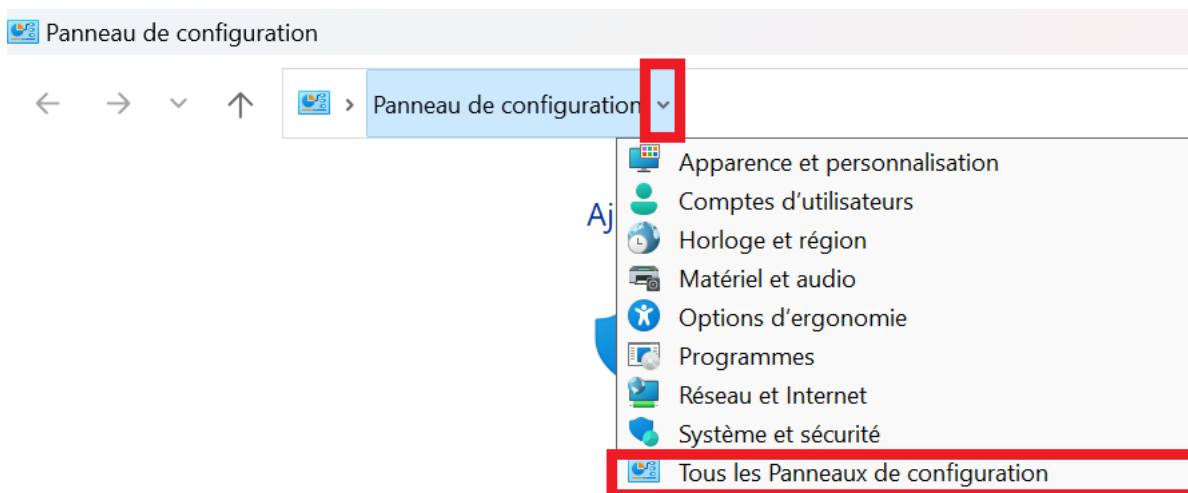 Panneau de configuration
Panneau de configuration
Apparence et personnalisation
Aj
Comptes d'utilisateurs
Horloge et région
Matériel et audio
Options d'ergonomie
Programmes
Réseau et Internet
Système et sécurité
Tous les Panneaux de configuration